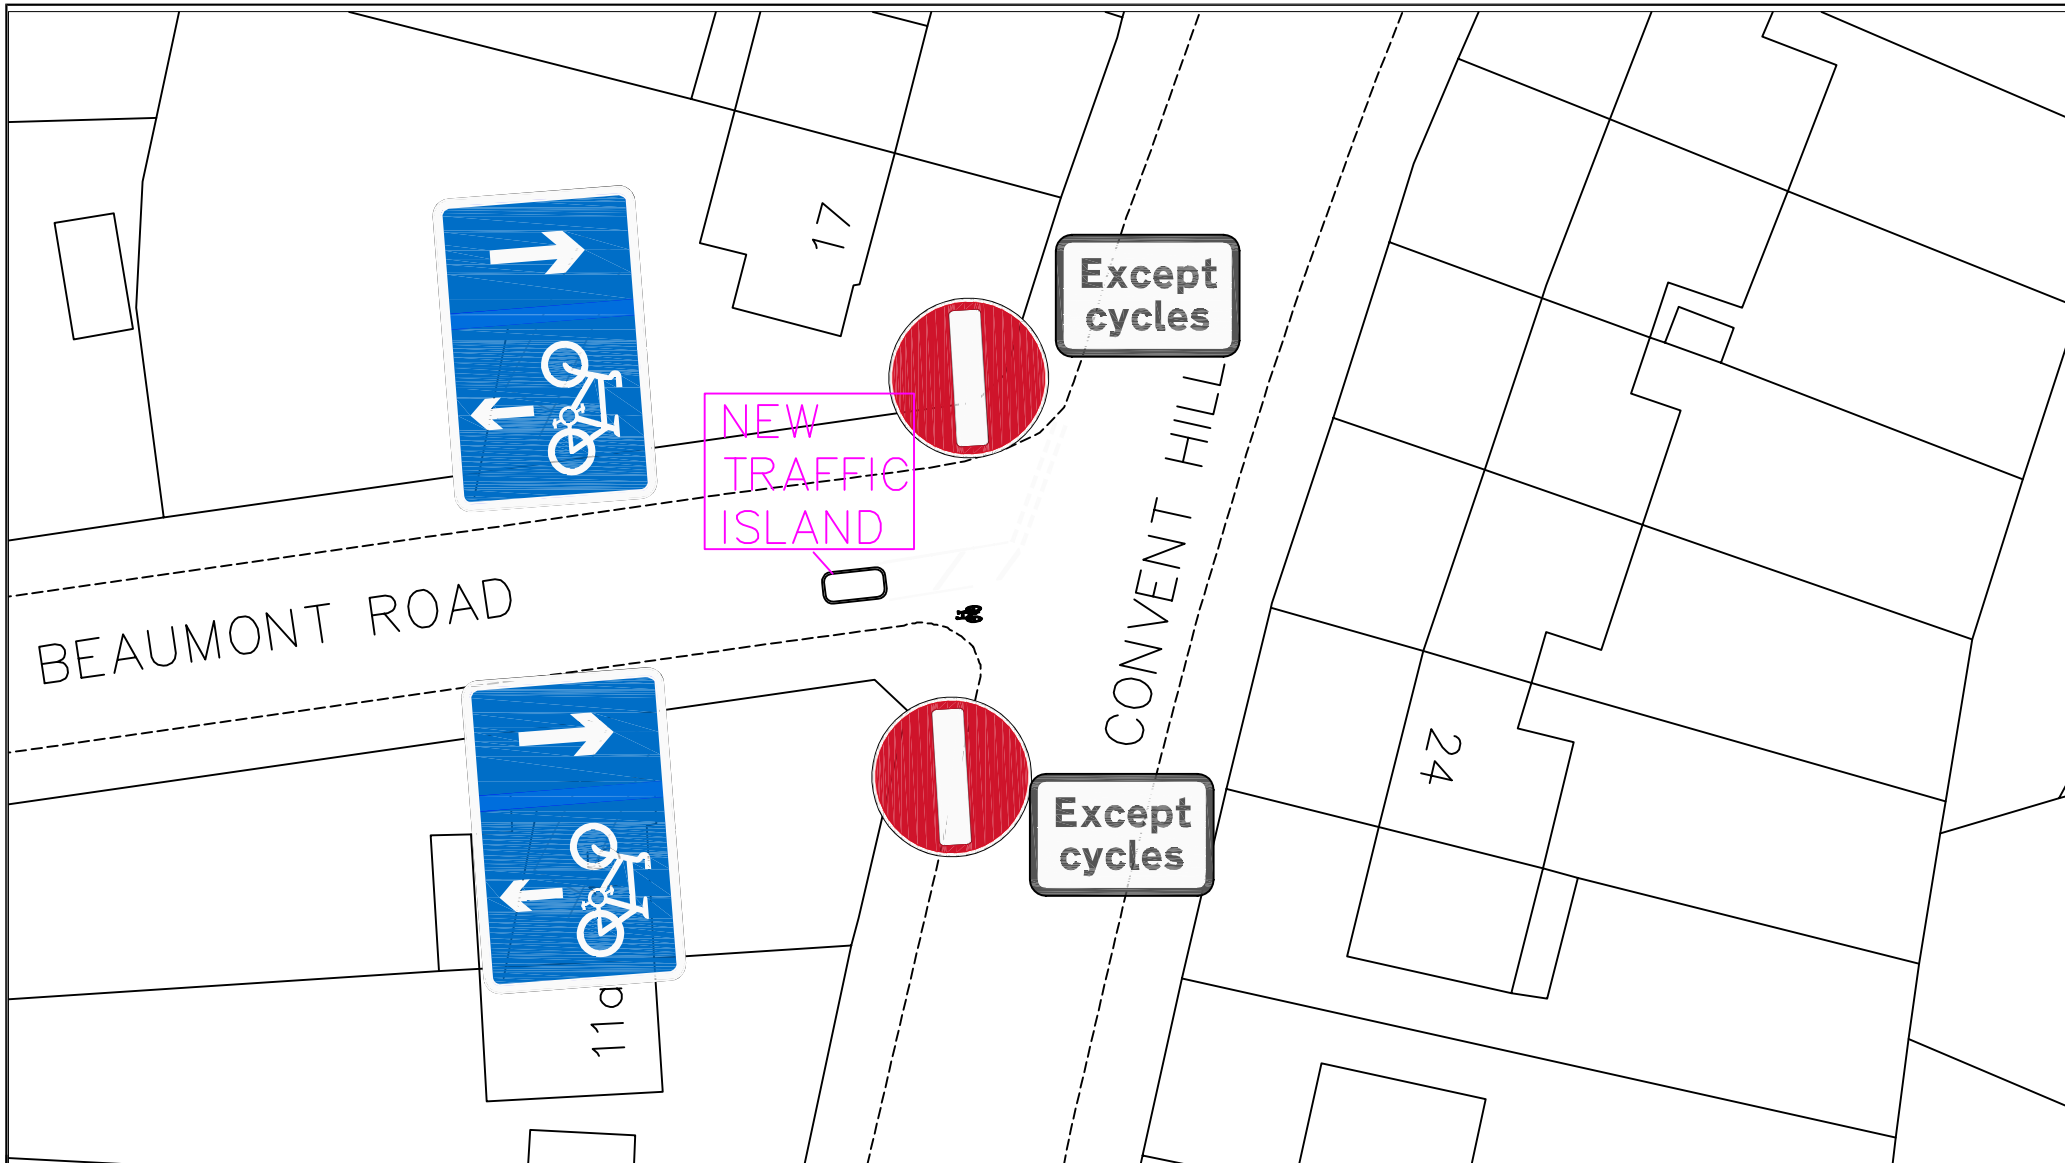 17
Except
cycles
NEW
TRAFFIC
ISLAND
CONVENT HILL
BEAUMONT ROAD
24
Except
cycles
11a